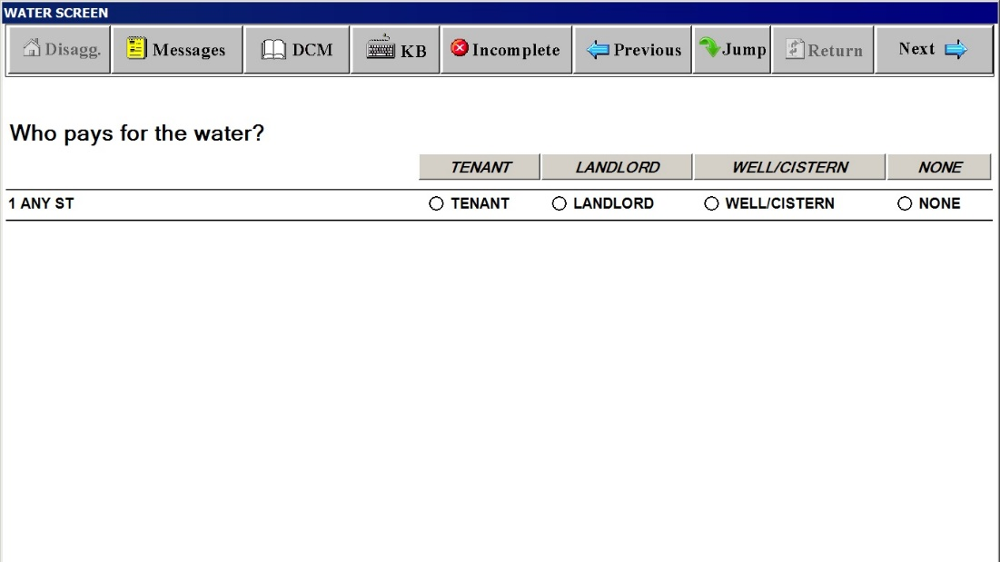 WATER SCREEN
Disagg. Messages DCM KB Incomplete Previous Jump Return Next
Who pays for the water?
TENANT LANDLORD WELL/CISTERN NONE
1 ANY ST TENANT LANDLORD WELL/CISTERN NONE